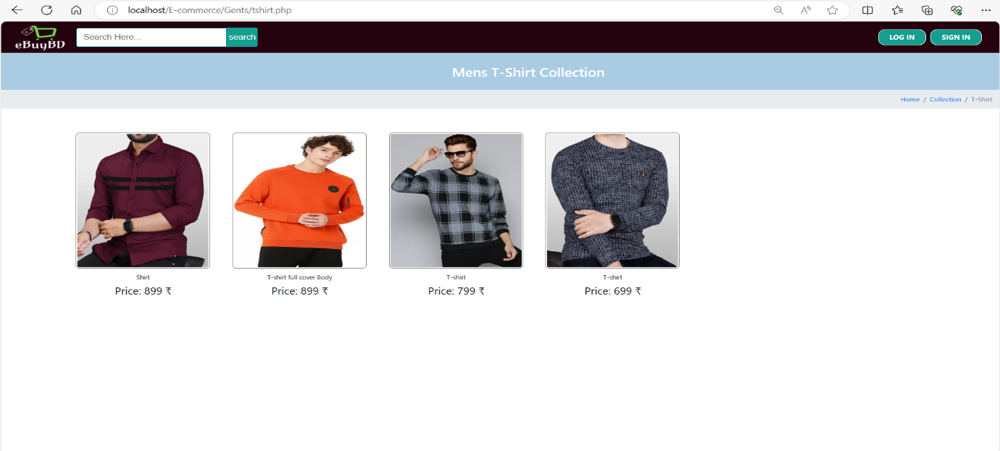 localhost/E-commerce/Gents/tshirt.php
eBuyBD
Search Here...
search
LOG IN
SIGN IN
Mens T-Shirt Collection
Home / Collection / T-Shirt
Shirt
Price: 899 ₹
T-shirt full cover Body
Price: 899 ₹
T-shirt
Price: 799 ₹
T-shirt
Price: 699 ₹